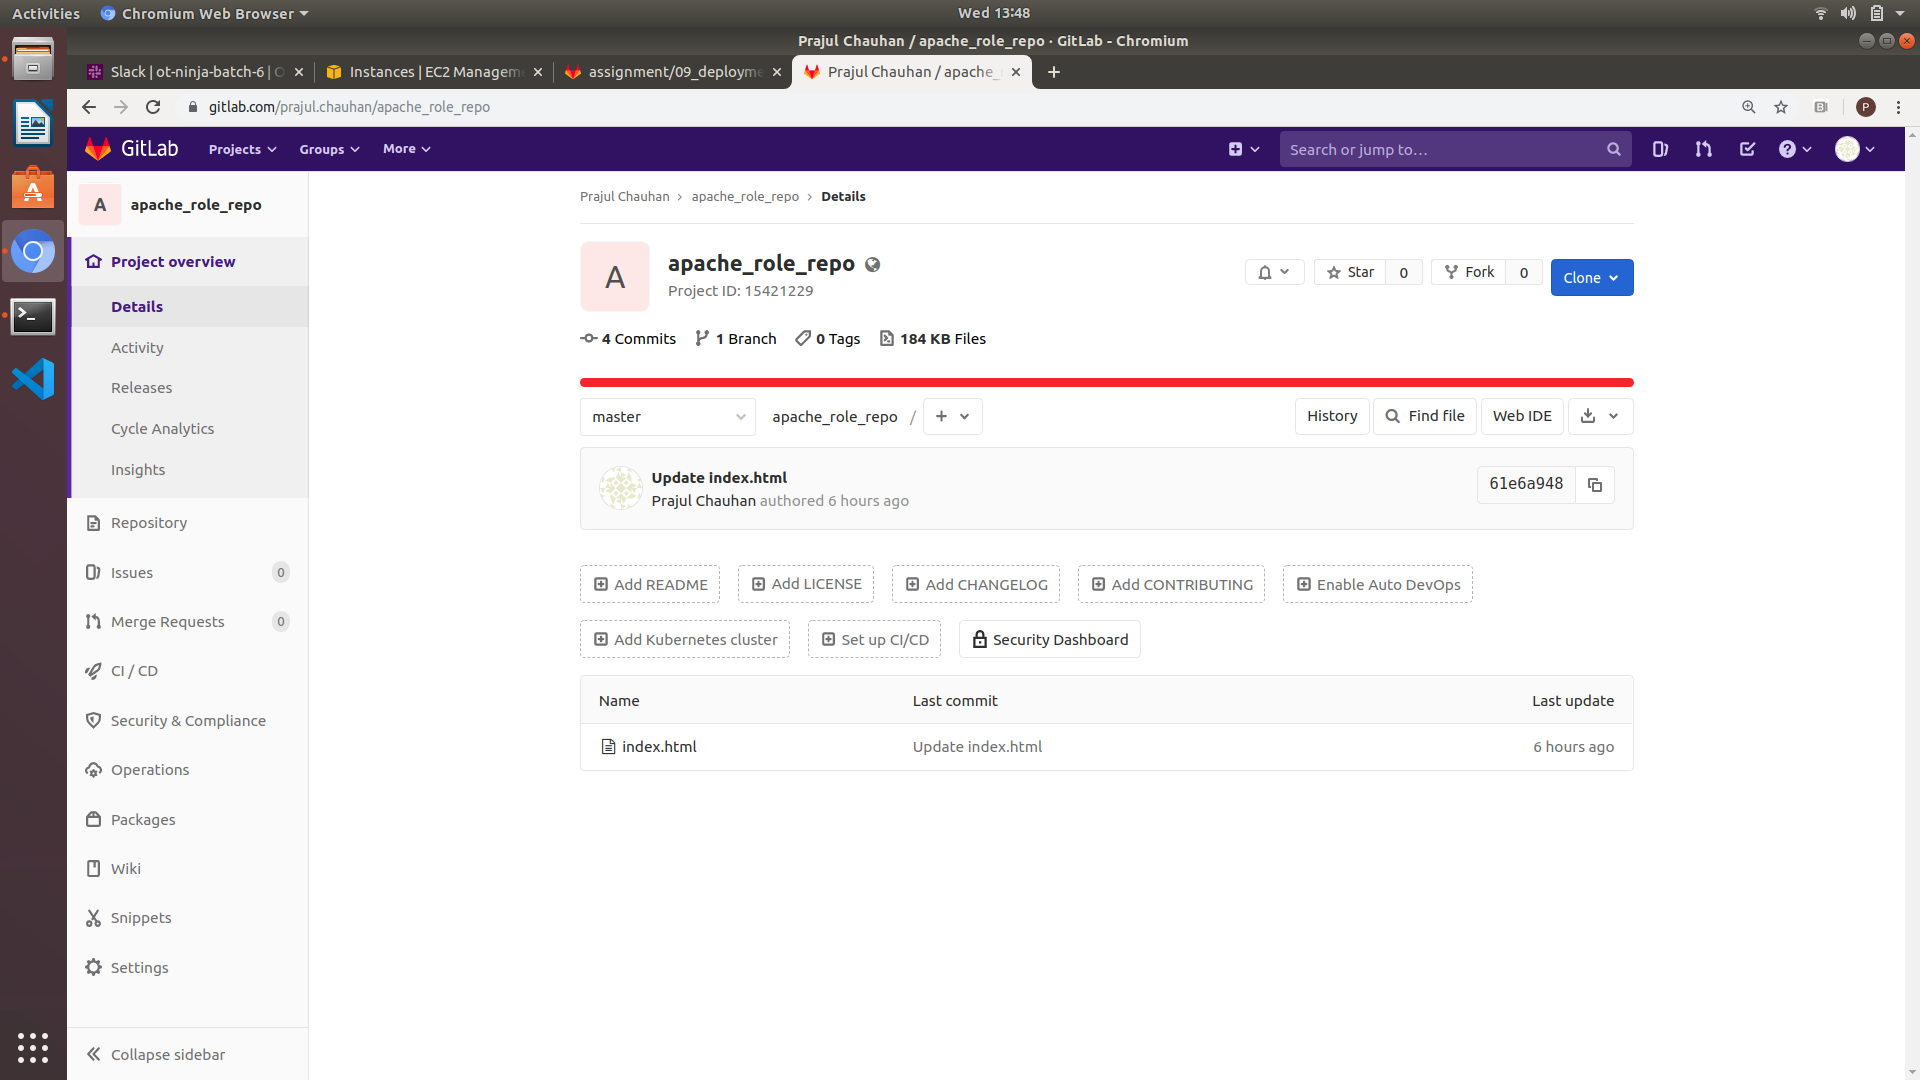 Activities Chromium Web Browser Wed 13:48
Prajul Chauhan / apache_role_repo · GitLab - Chromium
Slack | ot-ninja-batch-6 | Instances | EC2 Managem assignment/09_deployme Prajul Chauhan / apache_
gitlab.com/prajul.chauhan/apache_role_repo P
GitLab Projects Groups More Search or jump to…
A apache_role_repo
Project overview
Details
Activity
Releases
Cycle Analytics
Insights
Repository
Issues 0
Merge Requests 0
CI / CD
Security & Compliance
Operations
Packages
Wiki
Snippets
Settings
Collapse sidebar
Prajul Chauhan > apache_role_repo > Details
A
apache_role_repo
Project ID: 15421229
Star 0 Fork 0 Clone
4 Commits 1 Branch 0 Tags 184 KB Files
master apache_role_repo / + History Find file Web IDE
Update index.html
Prajul Chauhan authored 6 hours ago
61e6a948
Add README Add LICENSE Add CHANGELOG Add CONTRIBUTING Enable Auto DevOps
Add Kubernetes cluster Set up CI/CD Security Dashboard
Name Last commit Last update
index.html Update index.html 6 hours ago